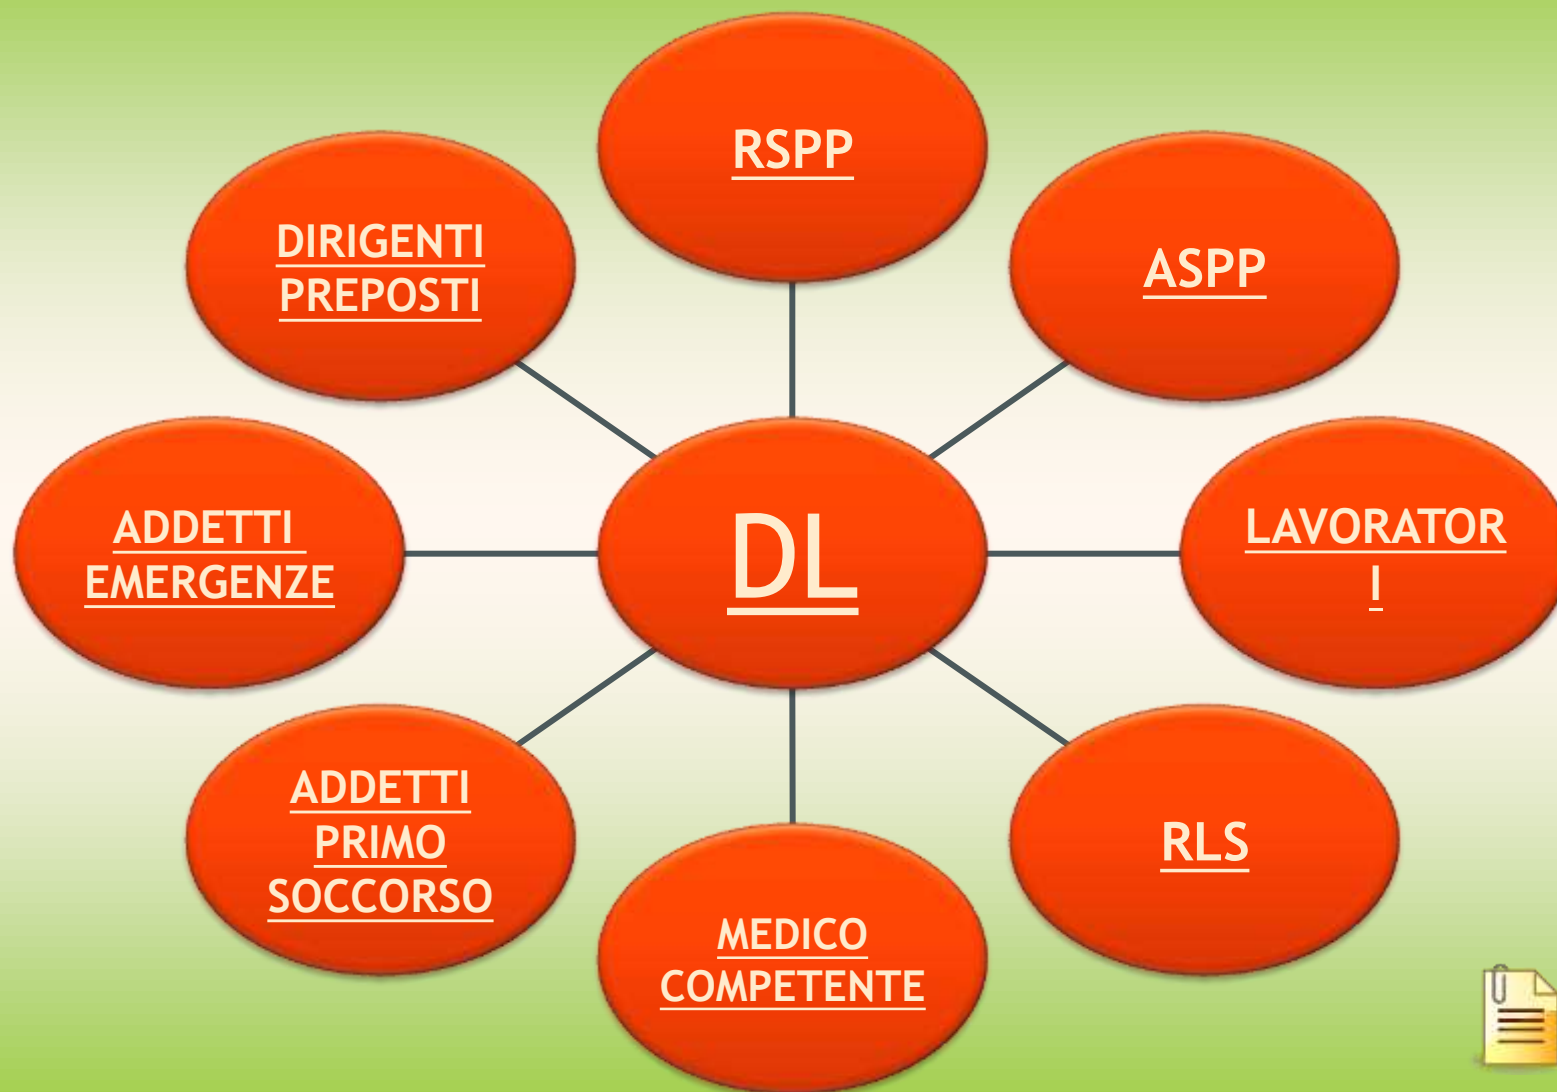 RSPP
DIRIGENTI
PREPOSTI
ASPP
ADDETTI
EMERGENZE
DL
LAVORATOR
I
ADDETTI
PRIMO
SOCCORSO
RLS
MEDICO
COMPETENTE